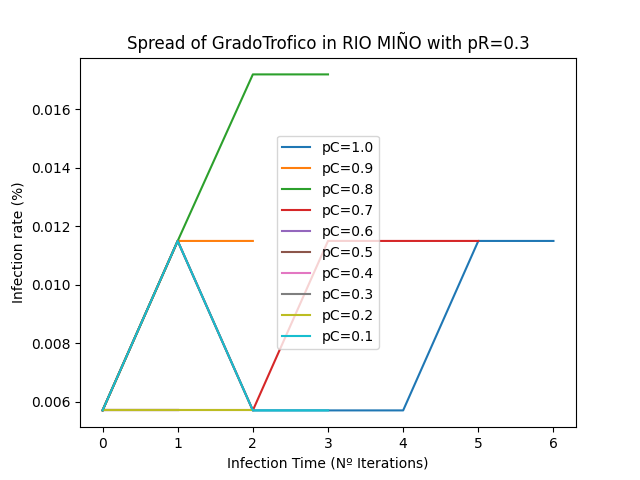 Spread of GradoTrofico in RIO MIÑO with pR=0.3
Infection rate (%)
0.016
0.014
0.012
0.010
0.008
0.006
pC=1.0
pC=0.9
pC=0.8
pC=0.7
pC=0.6
pC=0.5
pC=0.4
pC=0.3
pC=0.2
pC=0.1
0 1 2 3 4 5 6
Infection Time (Nº Iterations)